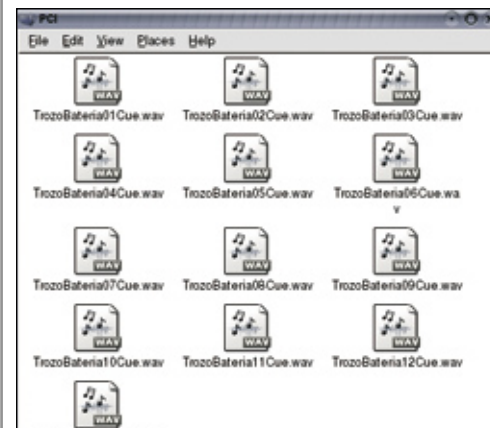 PCI
File Edit View Places Help
WAV WAV WAV
TrozoBateria01Cue.wav TrozoBateria02Cue.wav TrozoBateria03Cue.wav
WAV WAV WAV
TrozoBateria04Cue.wav TrozoBateria05Cue.wav TrozoBateria06Cue.wa
v
WAV WAV WAV
TrozoBateria07Cue.wav TrozoBateria08Cue.wav TrozoBateria09Cue.wav
WAV WAV WAV
TrozoBateria10Cue.wav TrozoBateria11Cue.wav TrozoBateria12Cue.wav
WAV